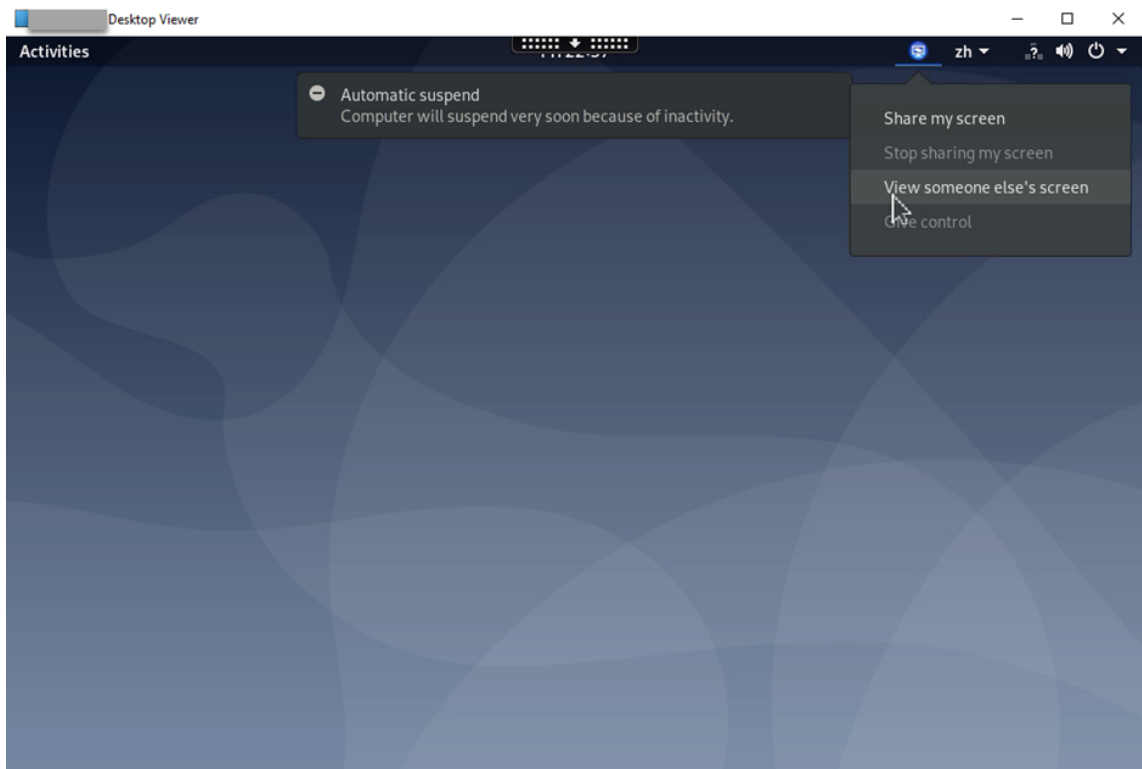 Desktop Viewer
Activities
zh
Automatic suspend
Computer will suspend very soon because of inactivity.
Share my screen
Stop sharing my screen
View someone else's screen
Give control